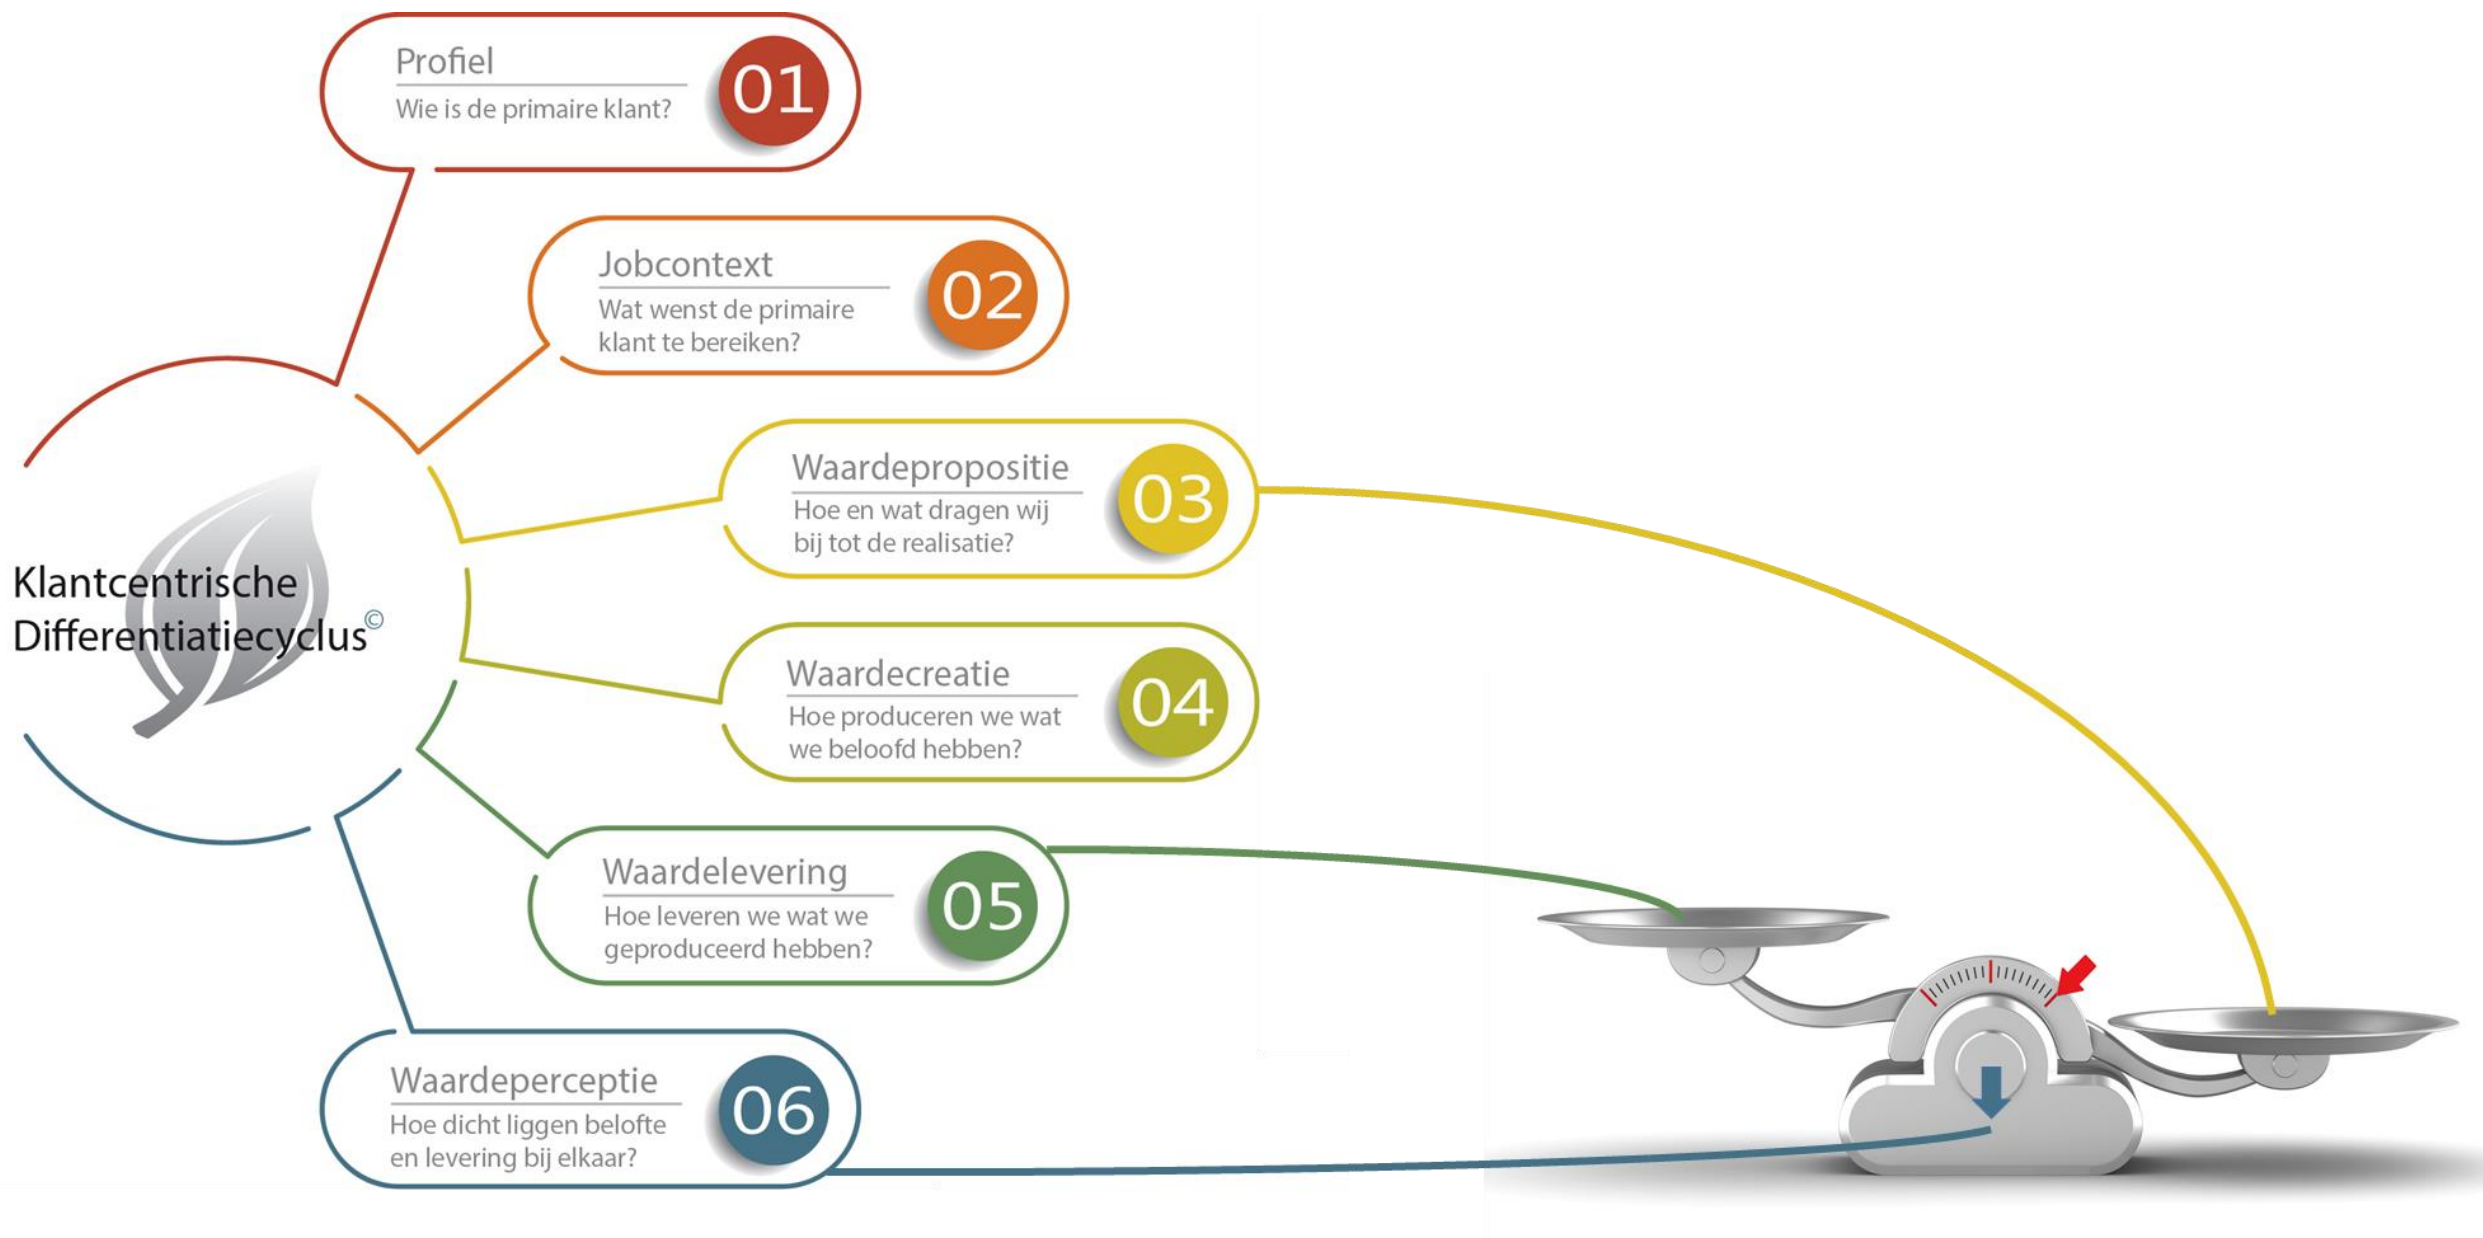 Profiel
Wie is de primaire klant?
01
Jobcontext
Wat wenst de primaire
klant te bereiken?
02
Waardepropositie
Hoe en wat dragen wij
bij tot de realisatie?
03
Klantcentrische
Differentiatiecyclus©
Waardecreatie
Hoe produceren we wat
we beloofd hebben?
04
Waardelevering
Hoe leveren we wat we
geproduceerd hebben?
05
Waardeperceptie
Hoe dicht liggen belofte
en levering bij elkaar?
06